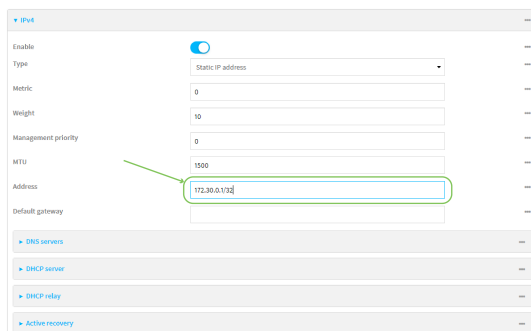 ▾ IPv4
Enable
Type Static IP address
Metric 0
Weight 10
Management priority 0
MTU 1500
Address 172.30.0.1/32
Default gateway
▸ DNS servers
▸ DHCP server
▸ DHCP relay
▸ Active recovery